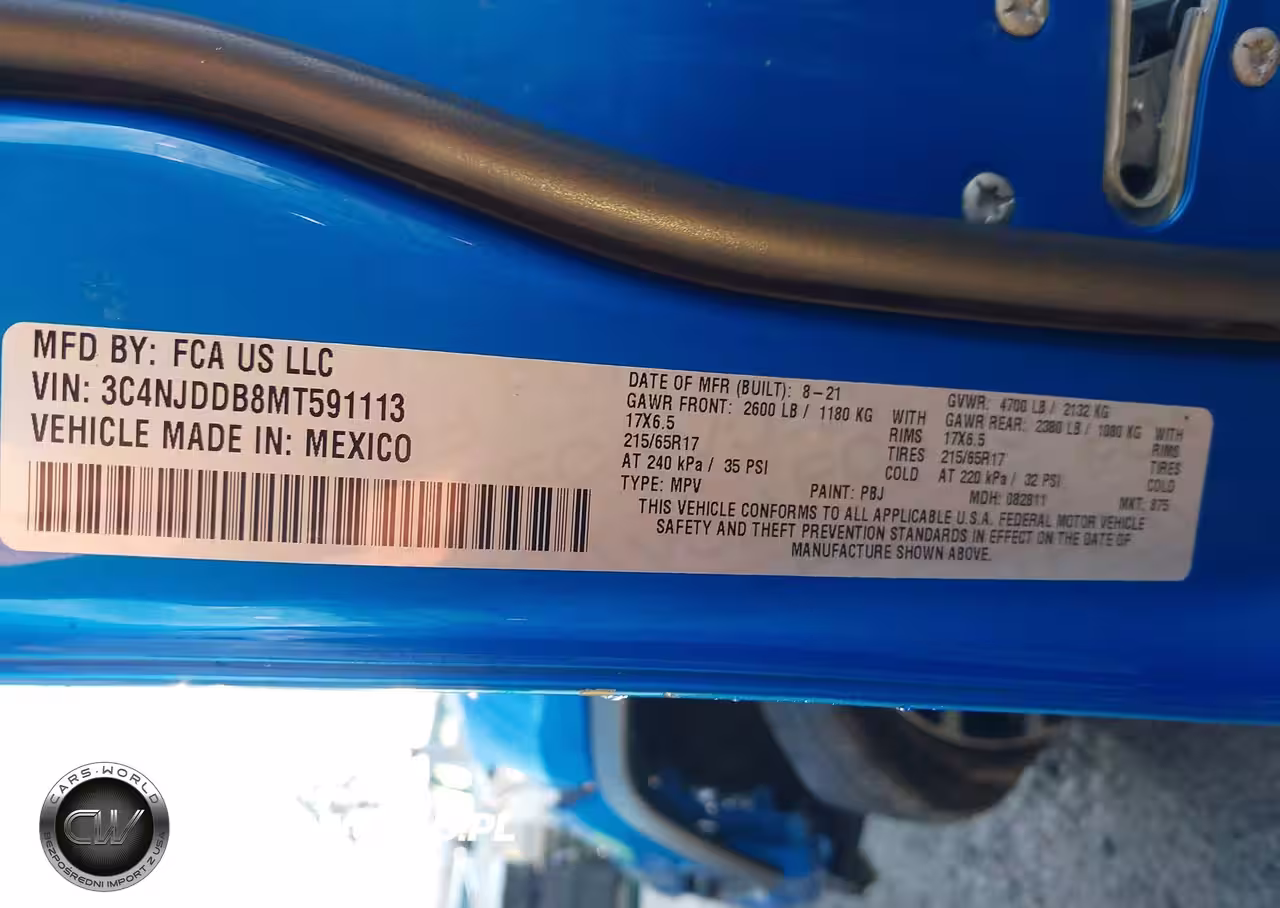 MFD BY: FCA US LLC
VIN: 3C4NJDDB8MT591113
VEHICLE MADE IN: MEXICO
DATE OF MFR (BUILT): 8-21
GVWR: 4700 LB / 2132 KG
GAWR FRONT: 2600 LB / 1180 KG WITH
GAWR REAR: 2380 LB / 1080 KG WITH
17X6.5 RIMS
17X6.5 RIMS
215/65R17 TIRES
215/65R17 TIRES
AT 240 kPa / 35 PSI COLD
AT 220 kPa / 32 PSI COLD
TYPE: MPV PAINT: PBJ MDH: 082811 MKT: 875
THIS VEHICLE CONFORMS TO ALL APPLICABLE U.S.A. FEDERAL MOTOR VEHICLE
SAFETY AND THEFT PREVENTION STANDARDS IN EFFECT ON THE DATE OF
MANUFACTURE SHOWN ABOVE.
CARS-WORLD
CW
BEZPOŚREDNI IMPORT Z USA
.PL